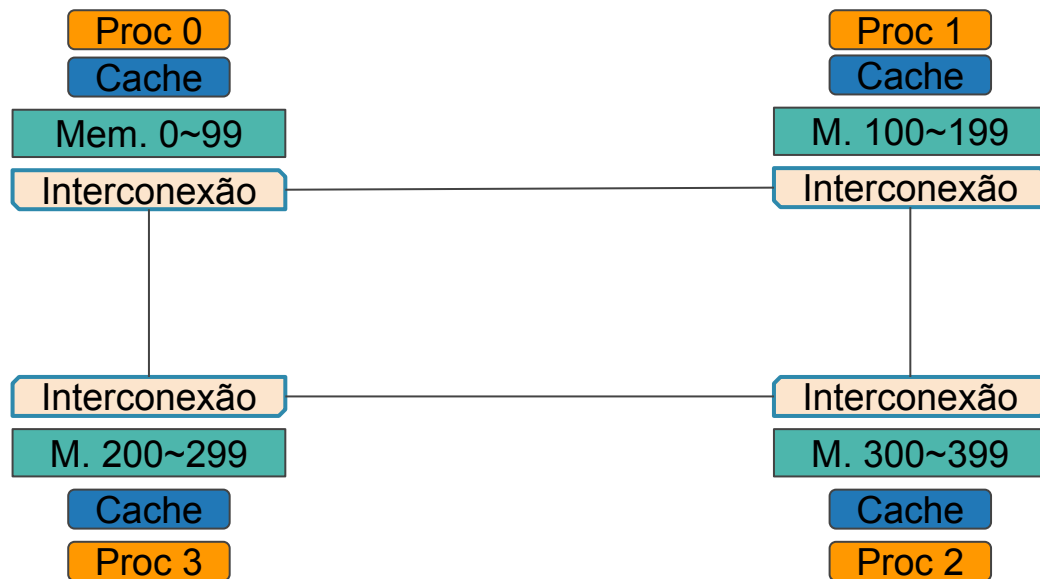 Proc 0
Cache
Mem. 0~99
Interconexão
Proc 1
Cache
M. 100~199
Interconexão
Interconexão
M. 200~299
Cache
Proc 3
Interconexão
M. 300~399
Cache
Proc 2